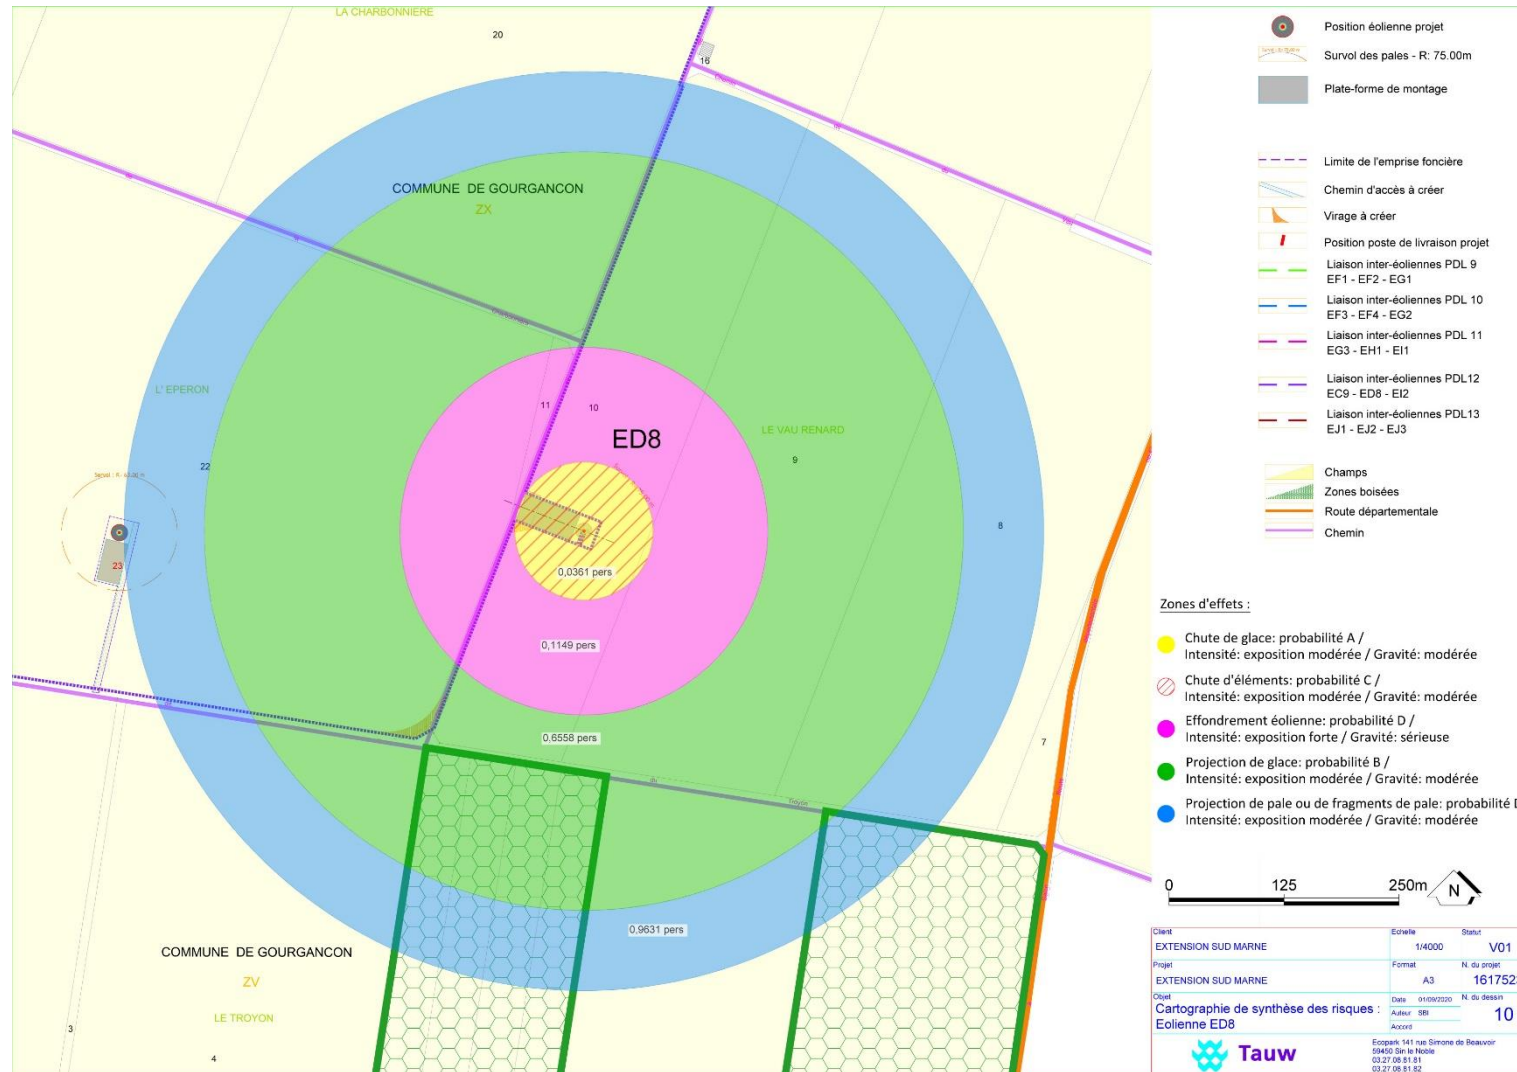 LA CHARBONNIERE
20
16
COMMUNE DE GOURGANCON
ZX
L' EPERON
22
11
10
ED8
LE VAU RENARD
9
8
23
0,0361 pers
0,1149 pers
0,6558 pers
0,9631 pers
7
COMMUNE DE GOURGANCON
ZV
LE TROYON
3
4
Position éolienne projet
Survol des pales - R: 75.00m
Plate-forme de montage
Limite de l'emprise foncière
Chemin d'accès à créer
Virage à créer
Position poste de livraison projet
Liaison inter-éoliennes PDL 9
EF1 - EF2 - EG1
Liaison inter-éoliennes PDL 10
EF3 - EF4 - EG2
Liaison inter-éoliennes PDL 11
EG3 - EH1 - EI1
Liaison inter-éoliennes PDL12
EC9 - ED8 - EI2
Liaison inter-éoliennes PDL13
EJ1 - EJ2 - EJ3
Champs
Zones boisées
Route départementale
Chemin
Zones d'effets :
Chute de glace: probabilité A /
Intensité: exposition modérée / Gravité: modérée
Chute d'éléments: probabilité C /
Intensité: exposition modérée / Gravité: modérée
Effondrement éolienne: probabilité D /
Intensité: exposition forte / Gravité: sérieuse
Projection de glace: probabilité B /
Intensité: exposition modérée / Gravité: modérée
Projection de pale ou de fragments de pale: probabilité D
Intensité: exposition modérée / Gravité: modérée
0 125 250m
N
Client
EXTENSION SUD MARNE
Echelle
1/4000
Statut
V01
Projet
EXTENSION SUD MARNE
Format
A3
N. du projet
161752
Objet
Cartographie de synthèse des risques :
Eolienne ED8
Date 01/09/2020
Auteur SBI
Accord
N. du dessin
10
Tauw
Ecopark 141 rue Simone de Beauvoir
59450 Sin le Noble
03.27.08.81.81
03.27.08.81.82